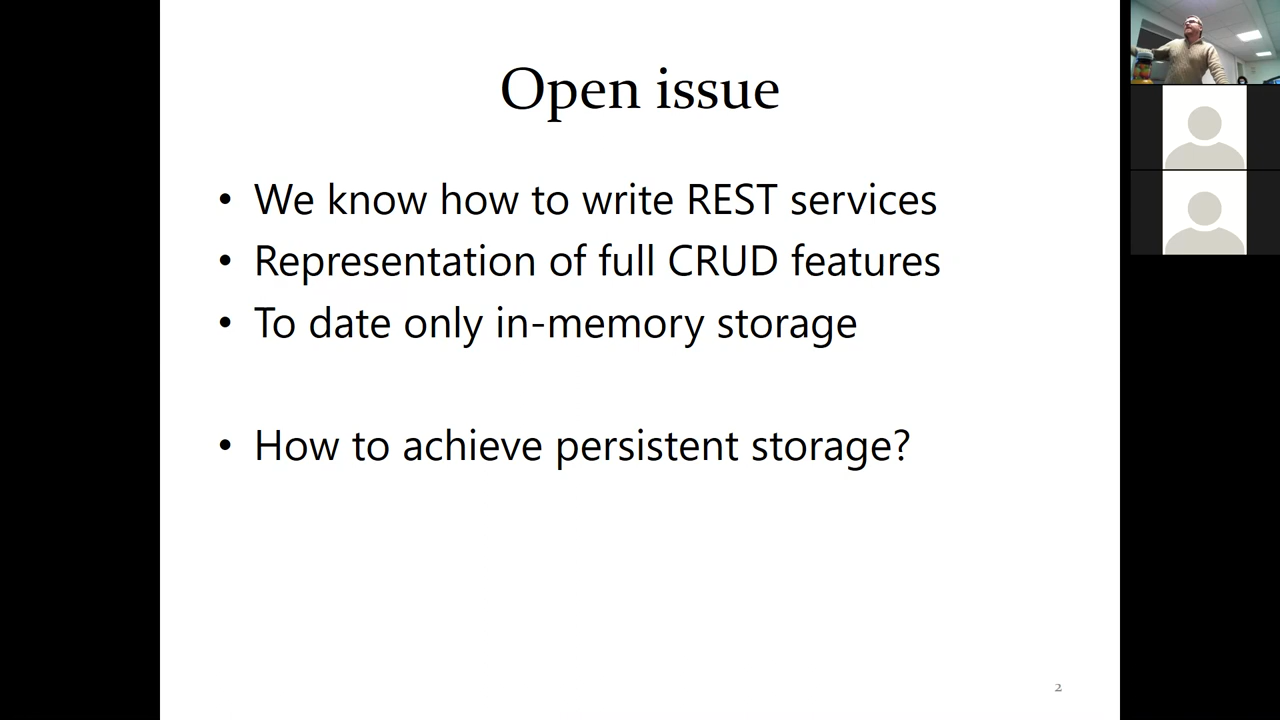 Open issue
• We know how to write REST services
• Representation of full CRUD features
• To date only in-memory storage
• How to achieve persistent storage?
2